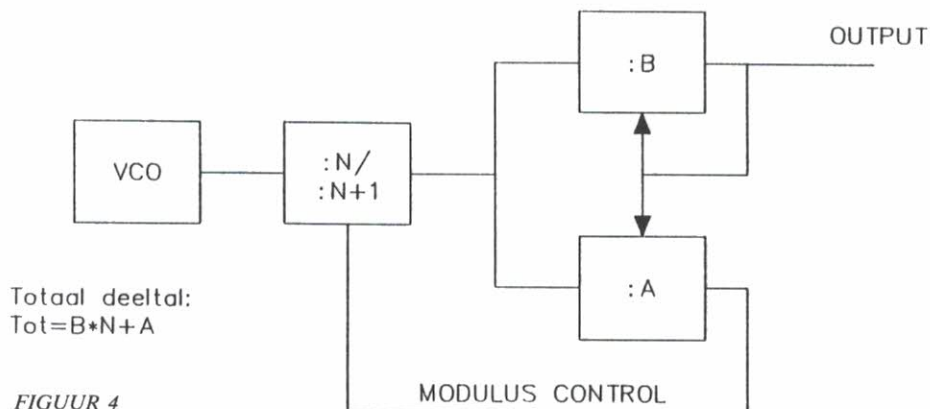 :B
OUTPUT
VCO
:N/
:N+1
:A
Totaal deeltal:
Tot=B*N+A
MODULUS CONTROL
FIGUUR 4